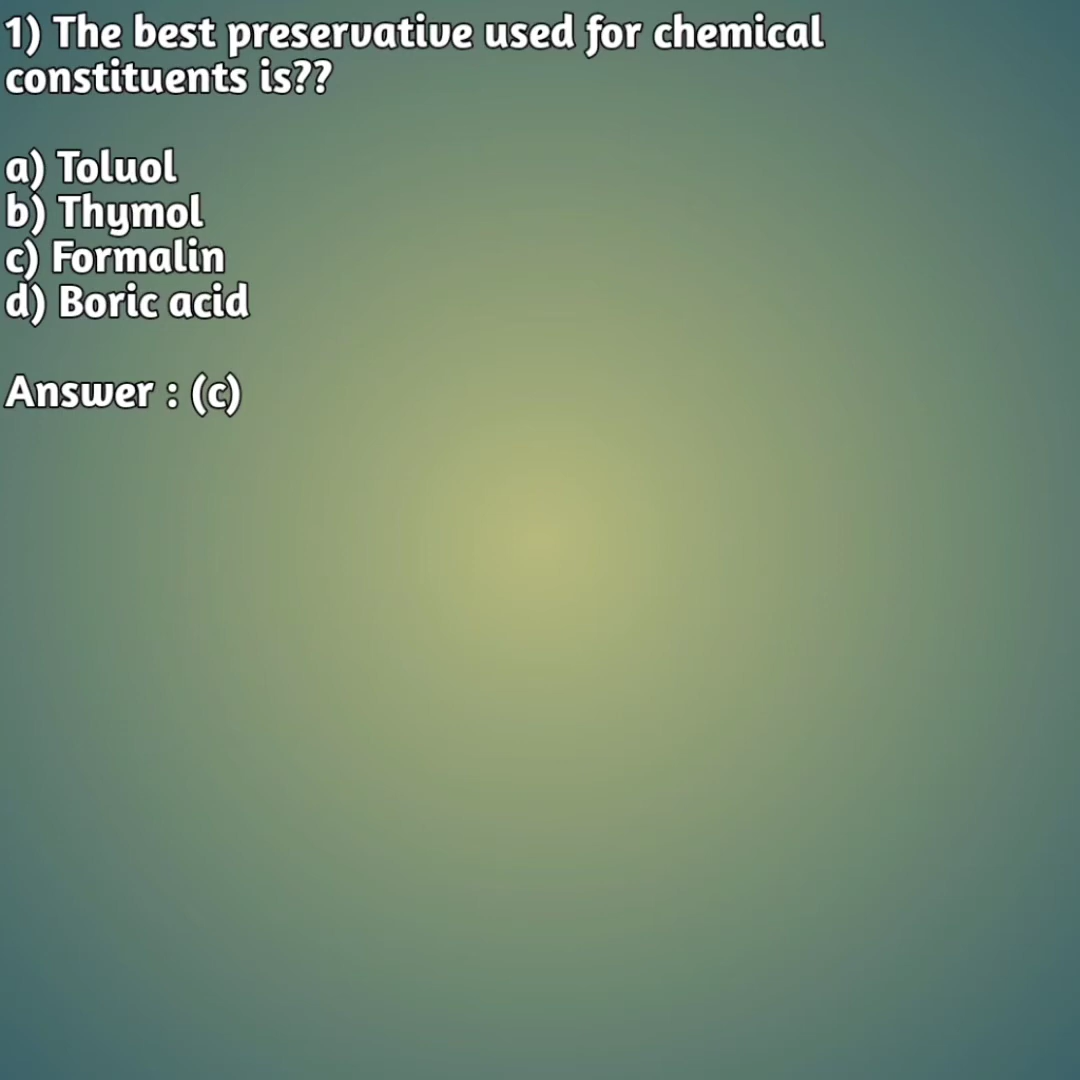 1) The best preservative used for chemical
constituents is??
a) Toluol
b) Thymol
c) Formalin
d) Boric acid
Answer : (c)